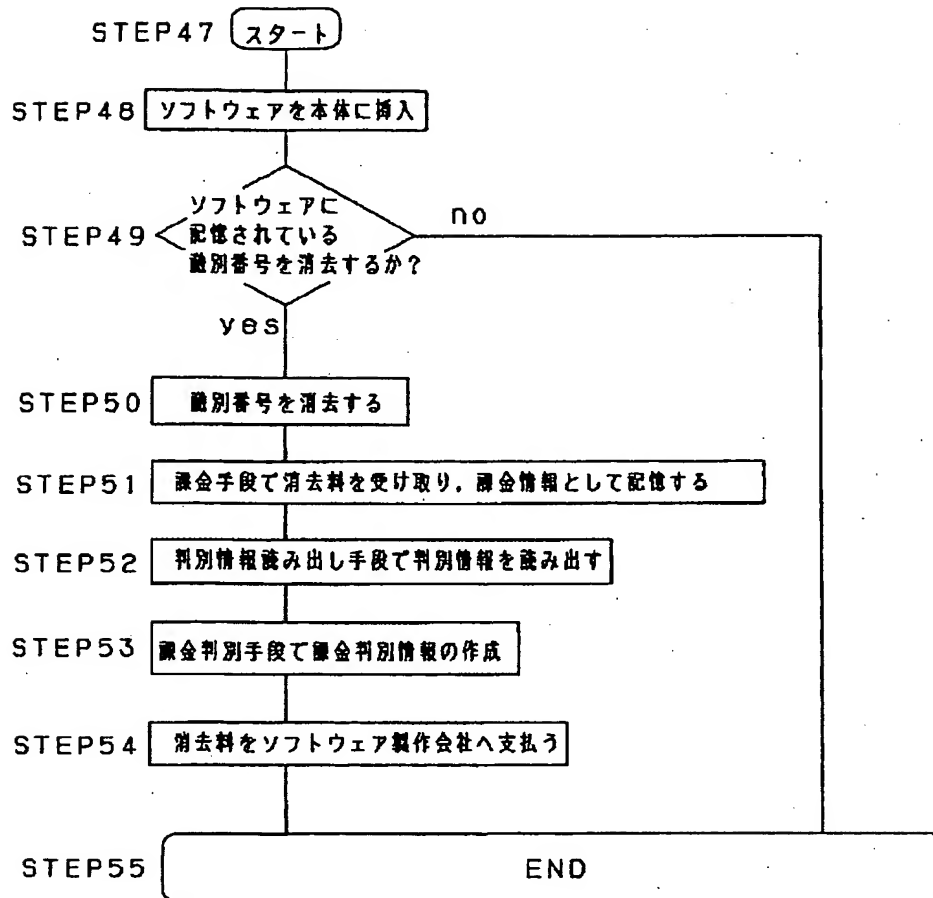 STEP47 スタート
STEP48 ソフトウェアを本体に挿入
STEP49 ソフトウェアに
記憶されている
識別番号を消去するか?
no
yes
STEP50 識別番号を消去する
STEP51 課金手段で消去料を受け取り,課金情報として記憶する
STEP52 判別情報読み出し手段で判別情報を読み出す
STEP53 課金判別手段で課金判別情報の作成
STEP54 消去料をソフトウェア製作会社へ支払う
STEP55 END